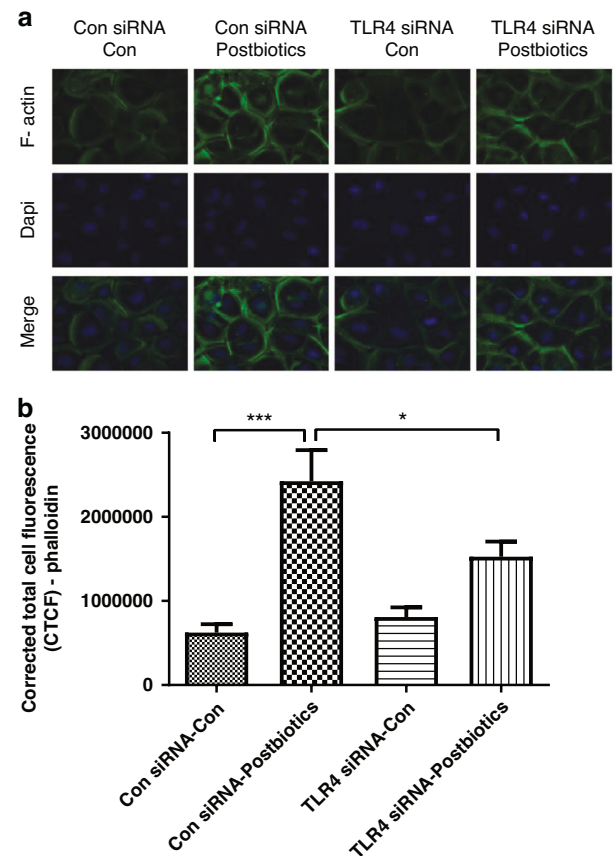 a
Con siRNA
Con
Con siRNA
Postbiotics
TLR4 siRNA
Con
TLR4 siRNA
Postbiotics
F- actin
Dapi
Merge
b
Corrected total cell fluorescence
(CTCF) - phalloidin
3000000
2000000
1000000
0
***
*
Con siRNA-Con
Con siRNA-Postbiotics
TLR4 siRNA-Con
TLR4 siRNA-Postbiotics